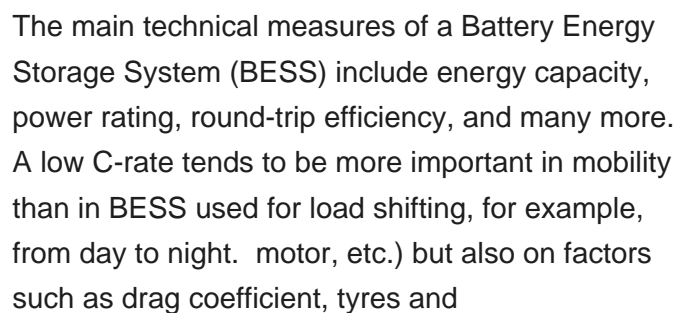 The main technical measures of a Battery Energy
Storage System (BESS) include energy capacity,
power rating, round-trip efficiency, and many more.
A low C-rate tends to be more important in mobility
than in BESS used for load shifting, for example,
from day to night.  motor, etc.) but also on factors
such as drag coefficient, tyres and